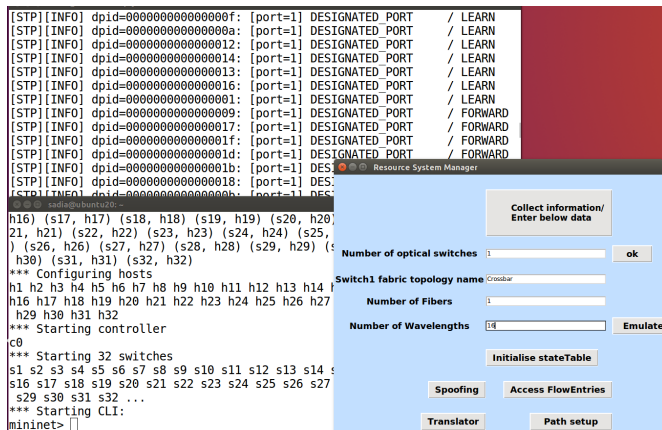 [STP][INFO] dpid=000000000000000f: [port=1] DESIGNATED_PORT / LEARN
[STP][INFO] dpid=000000000000000a: [port=1] DESIGNATED_PORT / LEARN
[STP][INFO] dpid=0000000000000012: [port=1] DESIGNATED_PORT / LEARN
[STP][INFO] dpid=0000000000000014: [port=1] DESIGNATED_PORT / LEARN
[STP][INFO] dpid=0000000000000013: [port=1] DESIGNATED_PORT / LEARN
[STP][INFO] dpid=0000000000000016: [port=1] DESIGNATED_PORT / LEARN
[STP][INFO] dpid=0000000000000001: [port=1] DESIGNATED_PORT / LEARN
[STP][INFO] dpid=0000000000000009: [port=1] DESIGNATED_PORT / FORWARD
[STP][INFO] dpid=0000000000000017: [port=1] DESIGNATED_PORT / FORWARD
[STP][INFO] dpid=000000000000001f: [port=1] DESIGNATED_PORT / FORWARD
[STP][INFO] dpid=000000000000001d: [port=1] DESIGNATED_PORT / FORWARD
[STP][INFO] dpid=000000000000001b: [port=1] DESI
[STP][INFO] dpid=0000000000000018: [port=1] DESI
[STP][INFO] dpid=000000000000000b: [port=1] DESI
sadia@ubuntu20: ~
h16) (s17, h17) (s18, h18) (s19, h19) (s20, h20)
21, h21) (s22, h22) (s23, h23) (s24, h24) (s25,
) (s26, h26) (s27, h27) (s28, h28) (s29, h29) (s
h30) (s31, h31) (s32, h32)
*** Configuring hosts
h1 h2 h3 h4 h5 h6 h7 h8 h9 h10 h11 h12 h13 h14 h
h16 h17 h18 h19 h20 h21 h22 h23 h24 h25 h26 h27
h29 h30 h31 h32
*** Starting controller
c0
*** Starting 32 switches
s1 s2 s3 s4 s5 s6 s7 s8 s9 s10 s11 s12 s13 s14 s
s16 s17 s18 s19 s20 s21 s22 s23 s24 s25 s26 s27
s29 s30 s31 s32 ...
*** Starting CLI:
mininet>
Resource System Manager
Collect information/
Enter below data
Number of optical switches 1 ok
Switch1 fabric topology name Crossbar
Number of Fibers 1
Number of Wavelengths 16 Emulate
Initialise stateTable
Spoofing Access FlowEntries
Translator Path setup